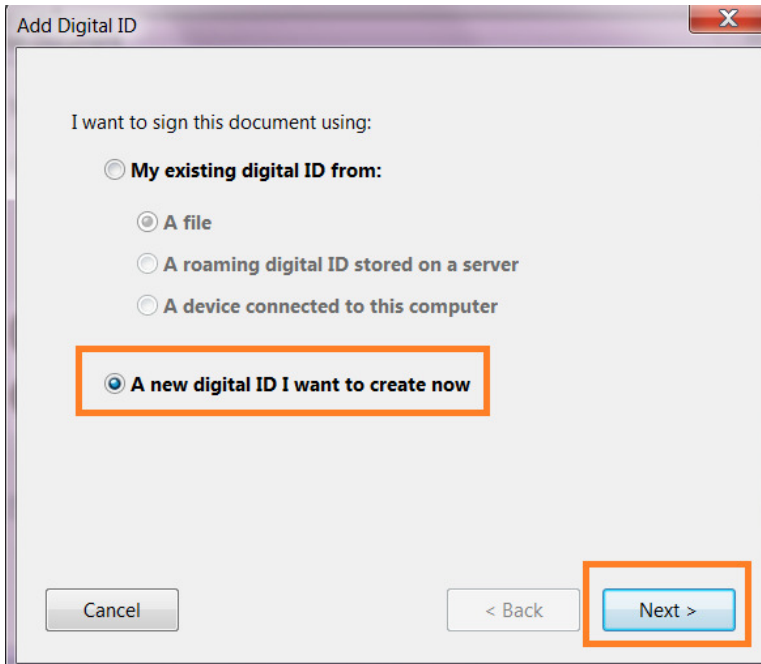 Add Digital ID
I want to sign this document using:
My existing digital ID from:
A file
A roaming digital ID stored on a server
A device connected to this computer
A new digital ID I want to create now
Cancel
< Back
Next >